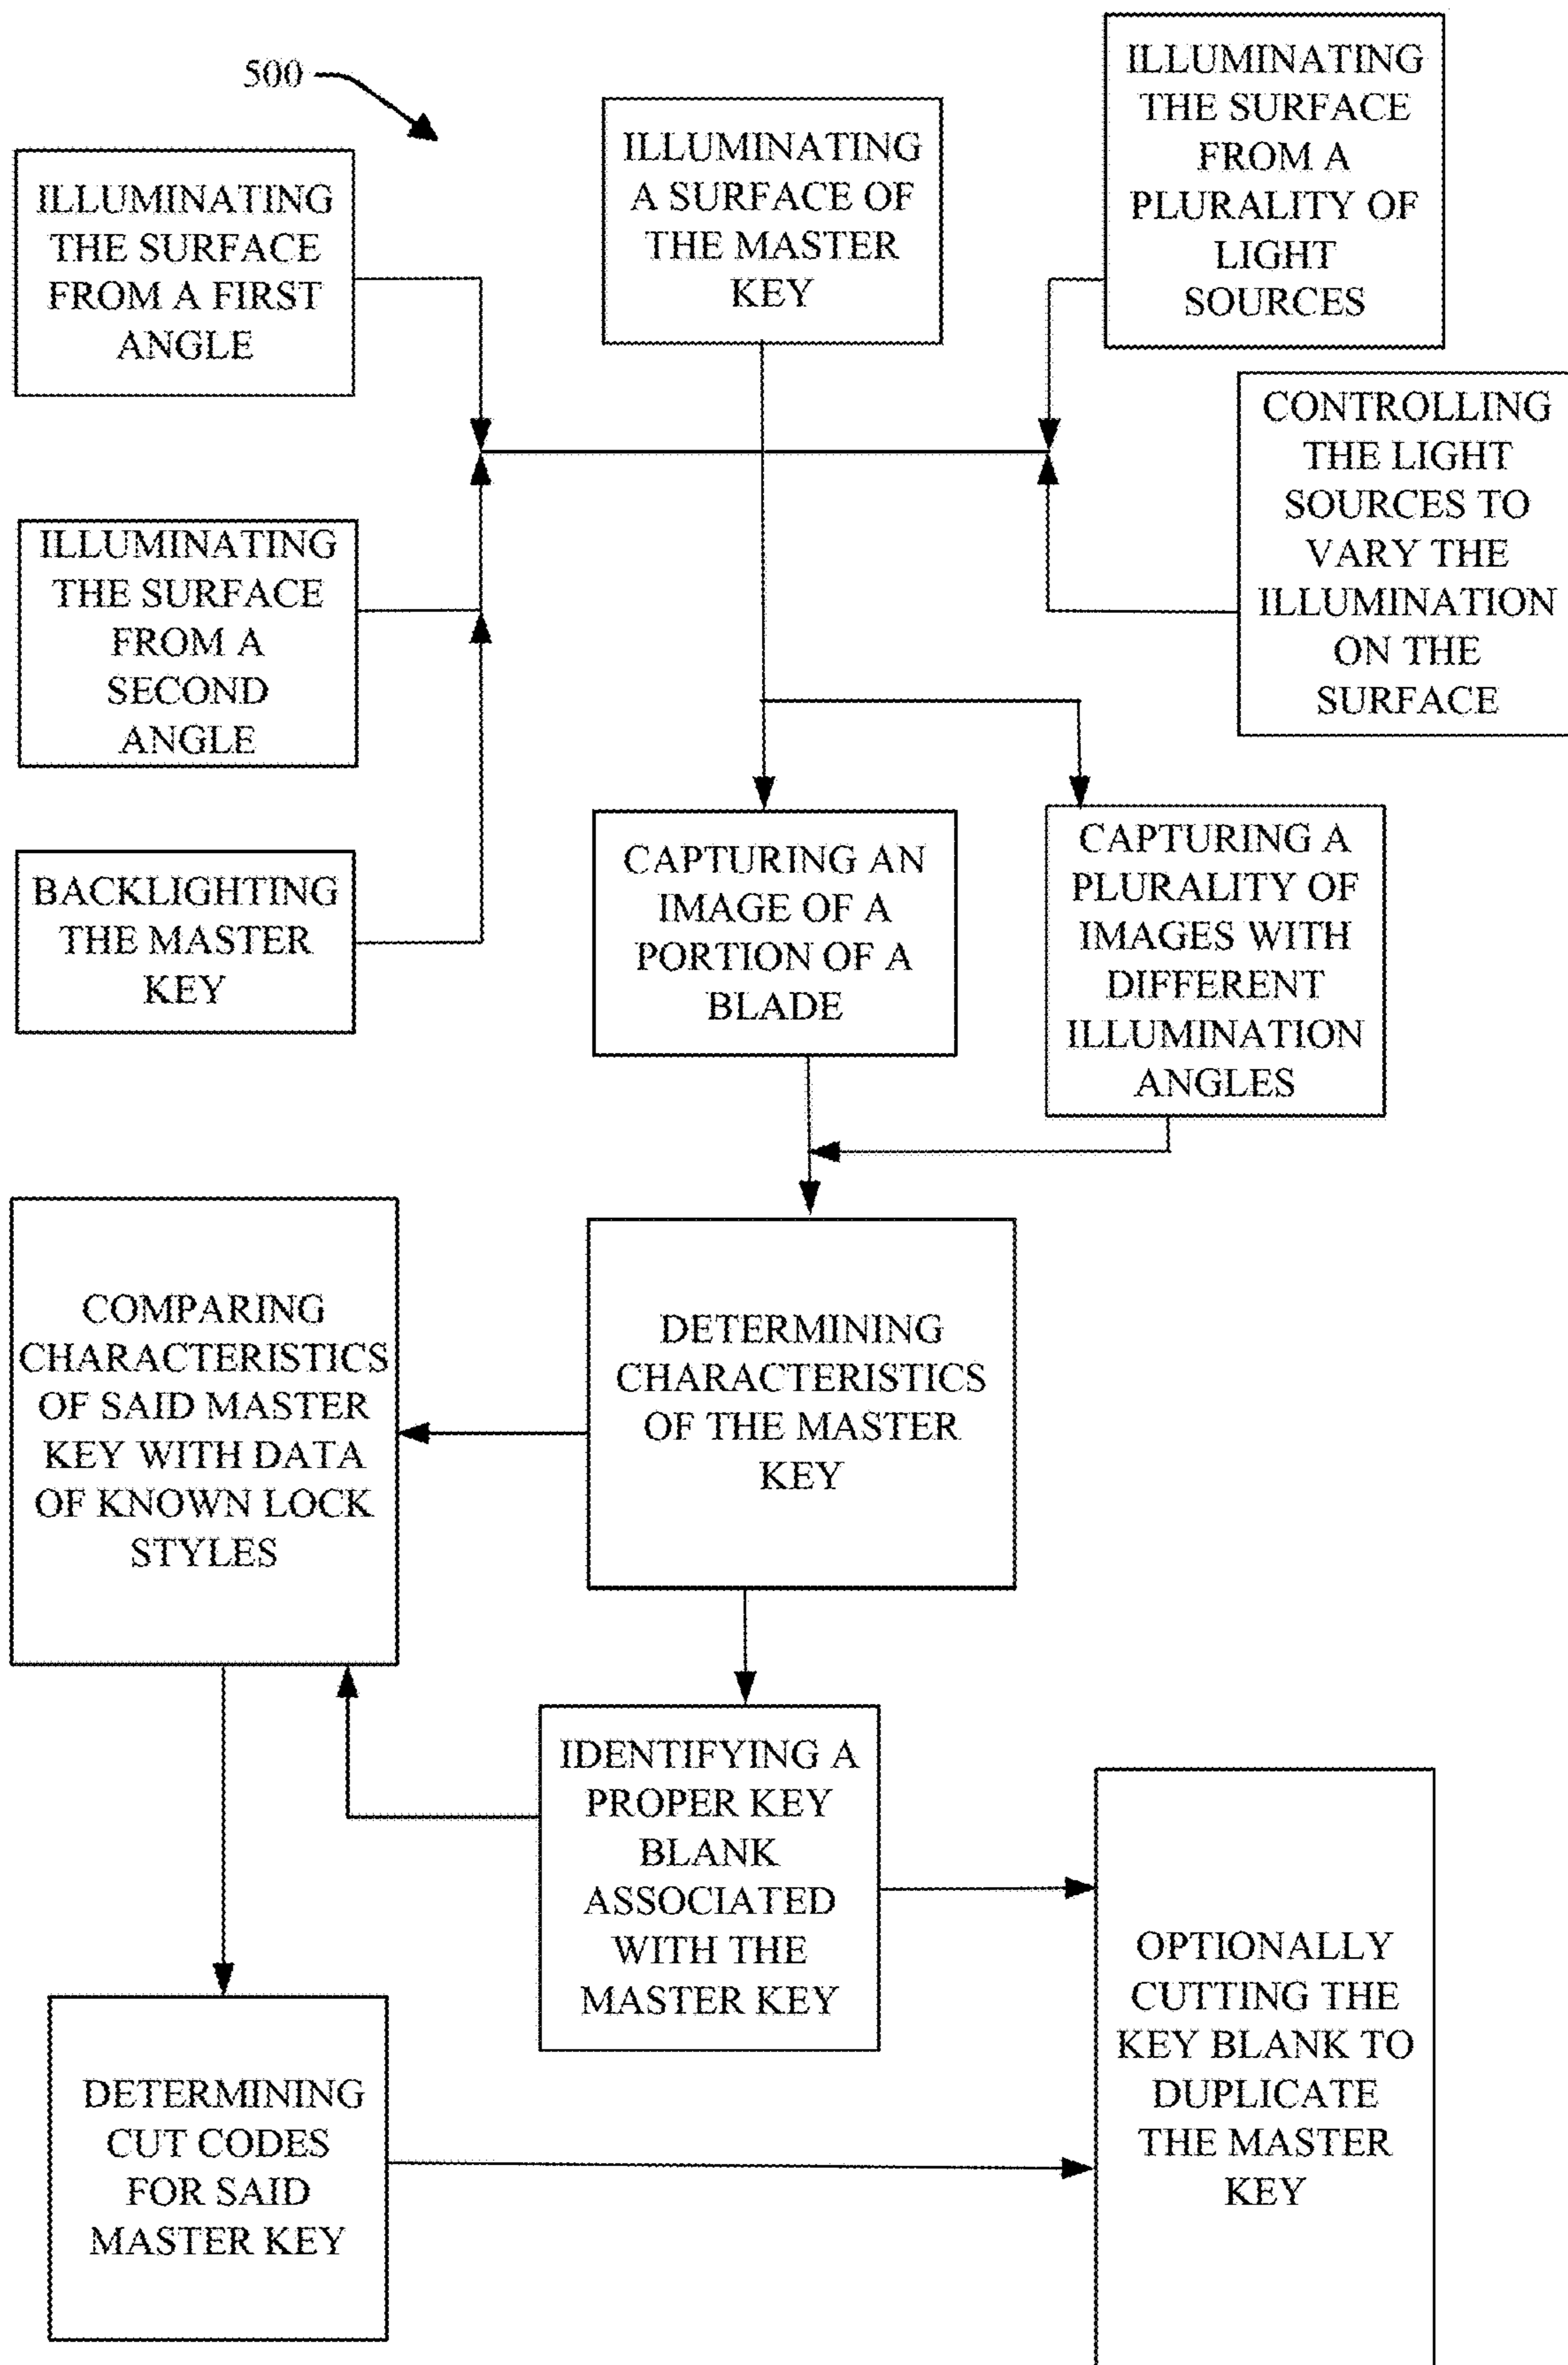 500
ILLUMINATING
THE SURFACE
FROM A FIRST
ANGLE
ILLUMINATING
A SURFACE OF
THE MASTER
KEY
ILLUMINATING
THE SURFACE
FROM A
PLURALITY OF
LIGHT
SOURCES
CONTROLLING
THE LIGHT
SOURCES TO
VARY THE
ILLUMINATION
ON THE
SURFACE
ILLUMINATING
THE SURFACE
FROM A
SECOND
ANGLE
BACKLIGHTING
THE MASTER
KEY
CAPTURING AN
IMAGE OF A
PORTION OF A
BLADE
CAPTURING A
PLURALITY OF
IMAGES WITH
DIFFERENT
ILLUMINATION
ANGLES
COMPARING
CHARACTERISTICS
OF SAID MASTER
KEY WITH DATA
OF KNOWN LOCK
STYLES
DETERMINING
CHARACTERISTICS
OF THE MASTER
KEY
IDENTIFYING A
PROPER KEY
BLANK
ASSOCIATED
WITH THE
MASTER KEY
DETERMINING
CUT CODES
FOR SAID
MASTER KEY
OPTIONALLY
CUTTING THE
KEY BLANK TO
DUPLICATE
THE MASTER
KEY